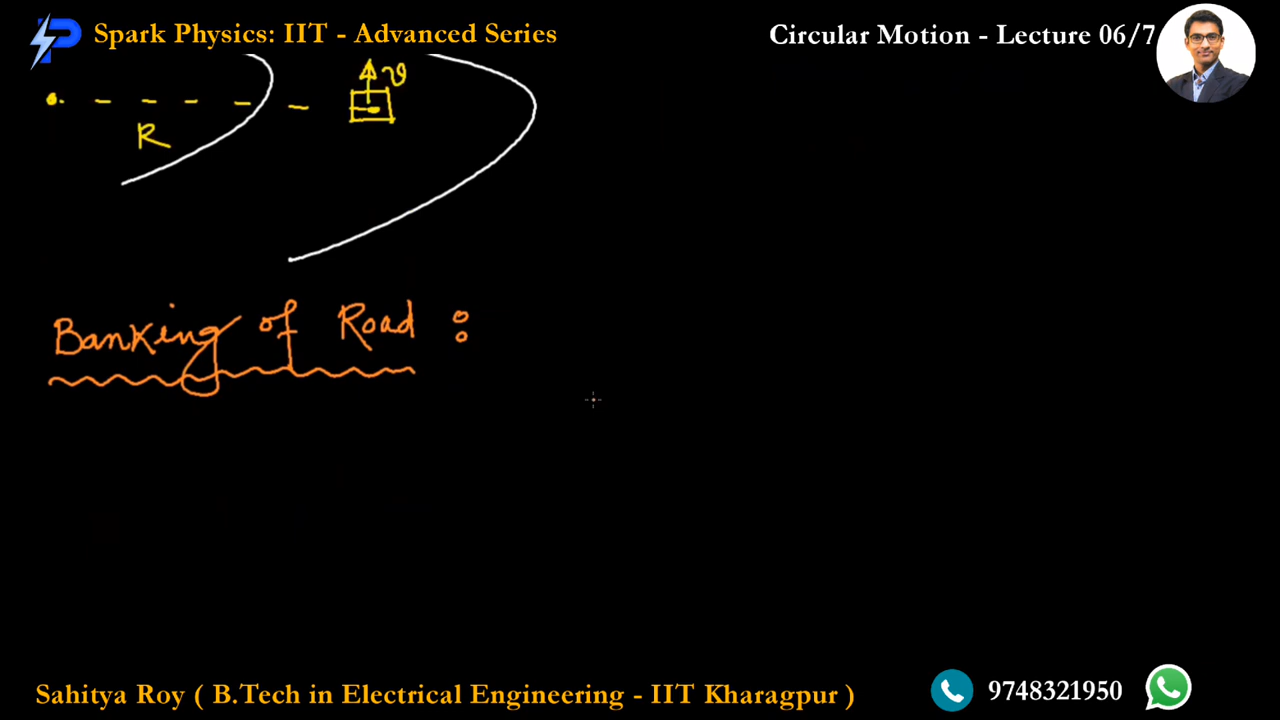 Spark Physics: IIT - Advanced Series
Circular Motion - Lecture 06/7
v
R
Banking of Road :
Sahitya Roy ( B.Tech in Electrical Engineering - IIT Kharagpur )
9748321950